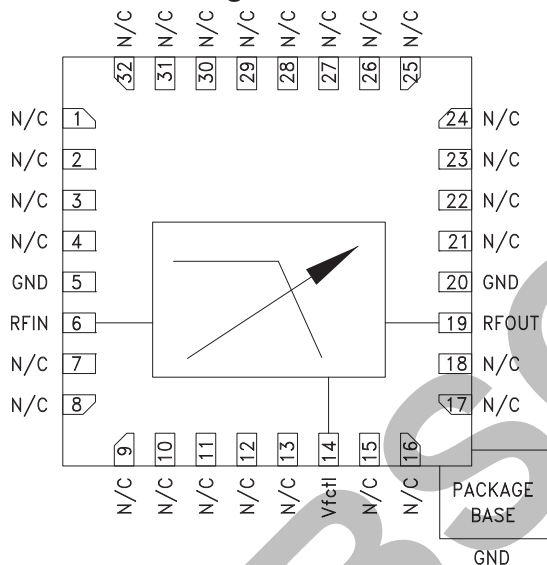 N/C N/C N/C N/C N/C N/C N/C N/C
32 31 30 29 28 27 26 25
N/C 1
N/C 2
N/C 3
N/C 4
GND 5
RFIN 6
N/C 7
N/C 8
24 N/C
23 N/C
22 N/C
21 N/C
20 GND
19 RFOUT
18 N/C
17 N/C
9 10 11 12 13 14 15 16
N/C N/C N/C N/C N/C Vfctl N/C N/C
PACKAGE
BASE
GND